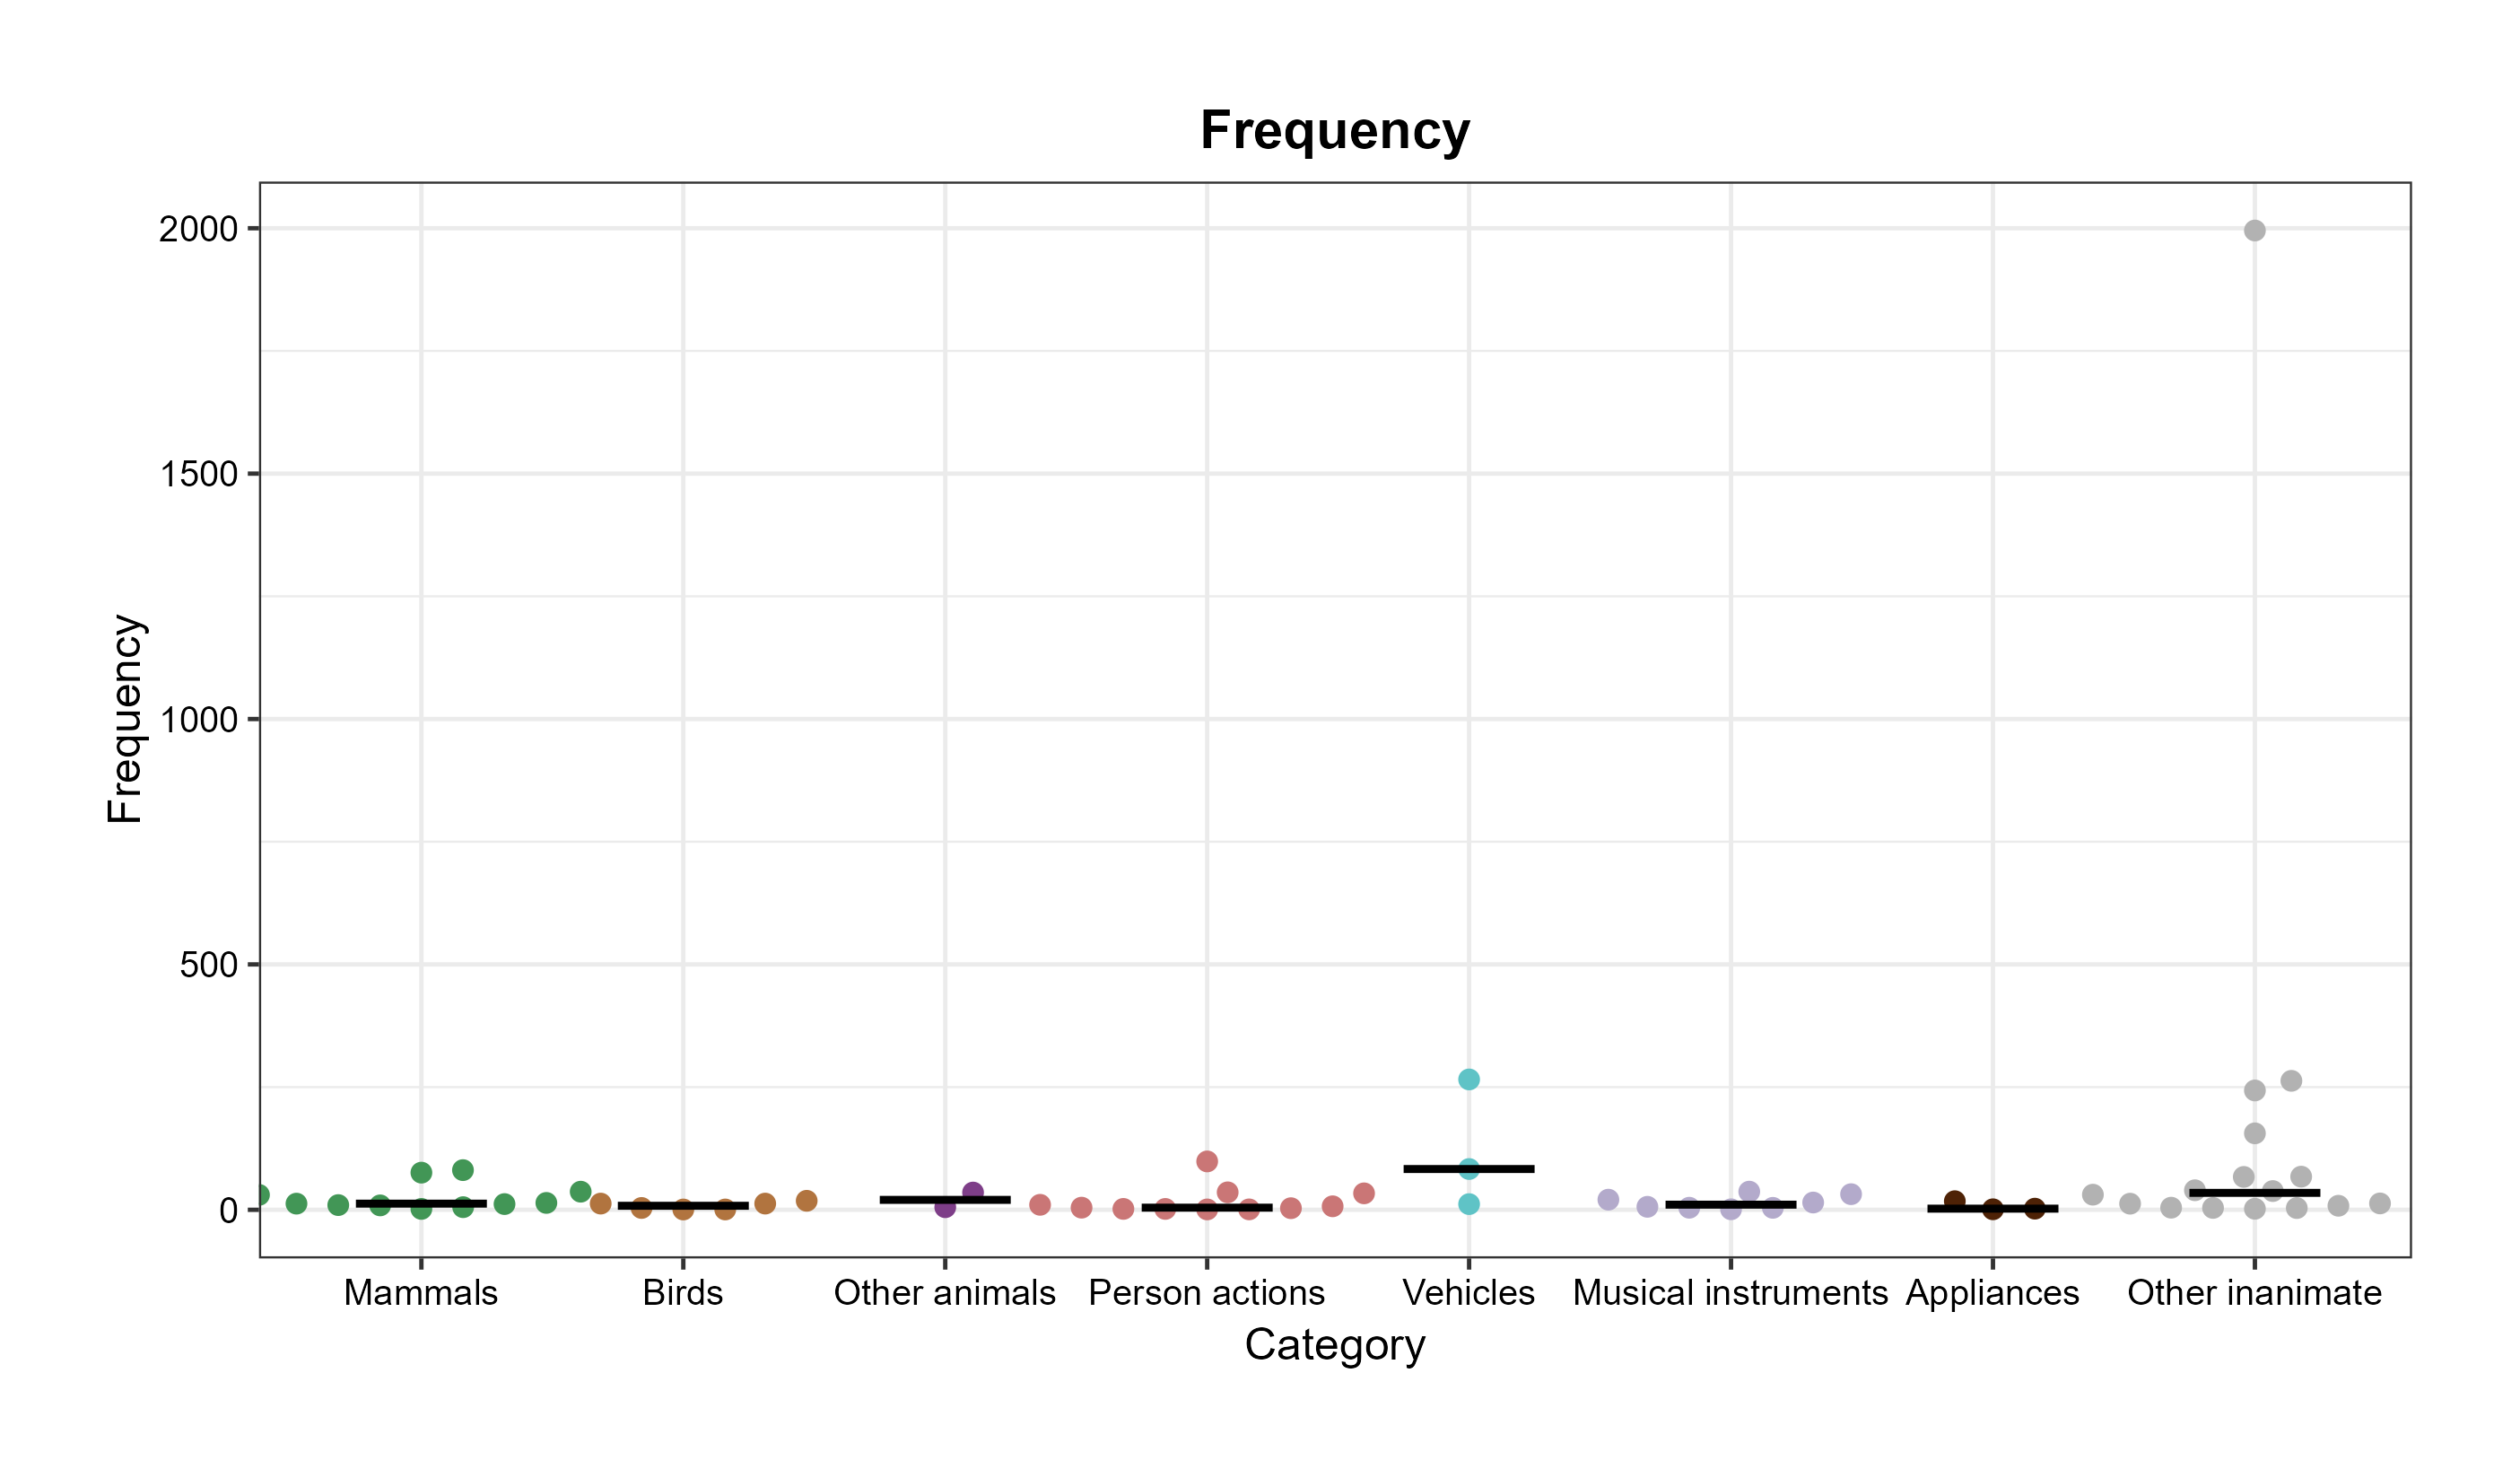 Frequency
2000
1500
1000
500
0
Frequency
Mammals Birds Other animals Person actions Vehicles Musical instruments Appliances Other inanimate
Category